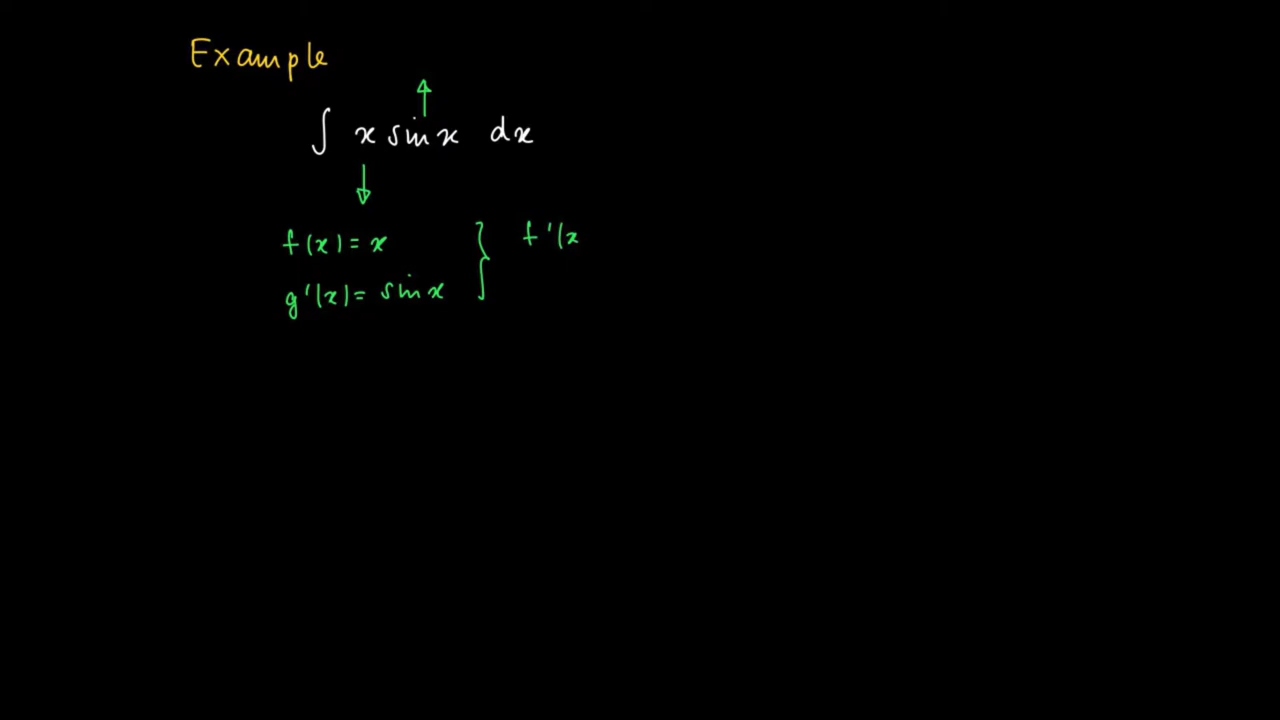 Example
∫ x sin x dx
f(x) = x } f'(x
g'(x) = sin x